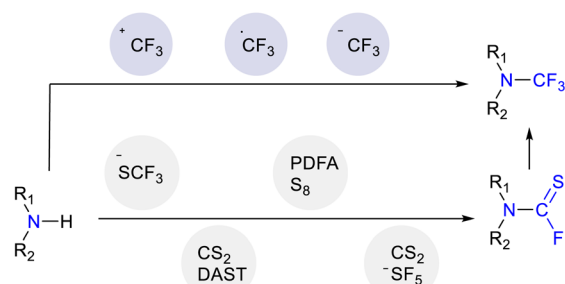 +CF₃
·CF₃
⁻CF₃
R₁
N–CF₃
R₂
⁻SCF₃
PDFA
S₈
R₁
N–H
R₂
CS₂
DAST
CS₂
⁻SF₅
R₁
S
N–C
R₂
F